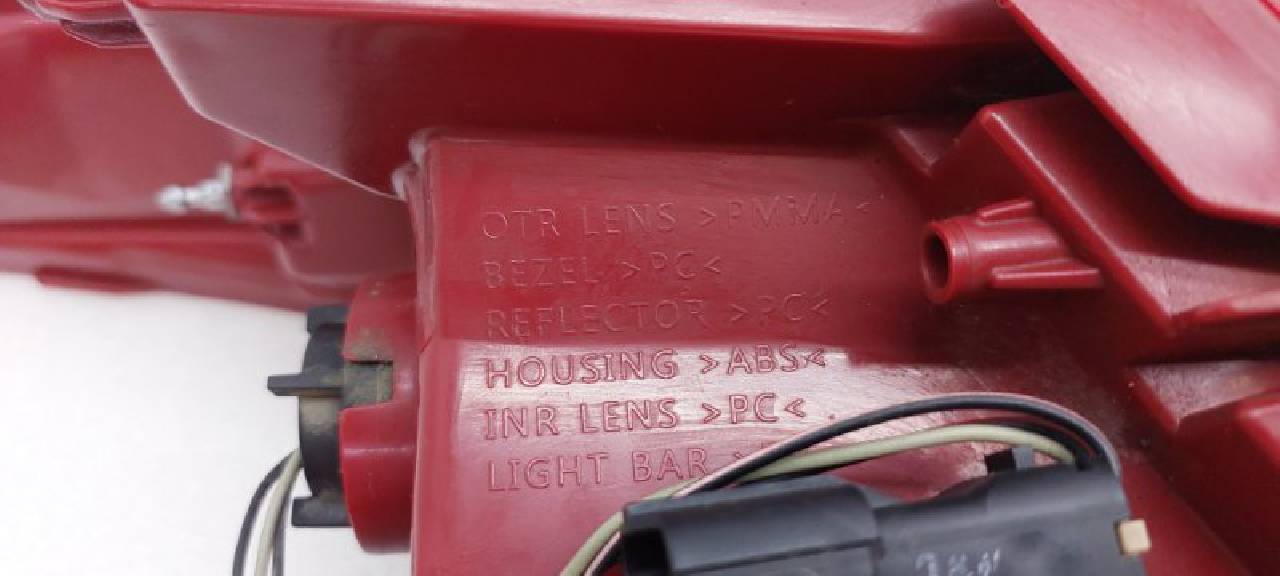 OTR LENS >PMMA<
BEZEL >PC<
REFLECTOR >PC<
HOUSING >ABS<
INR LENS >PC<
LIGHT BAR >